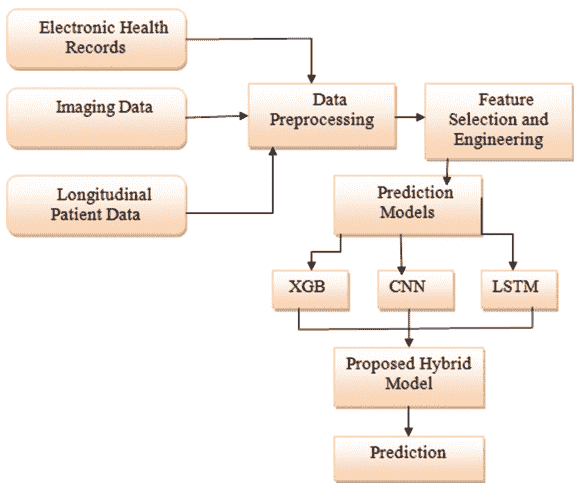 Electronic Health
Records
Imaging Data
Longitudinal
Patient Data
Data
Preprocessing
Feature
Selection and
Engineering
Prediction
Models
XGB
CNN
LSTM
Proposed Hybrid
Model
Prediction